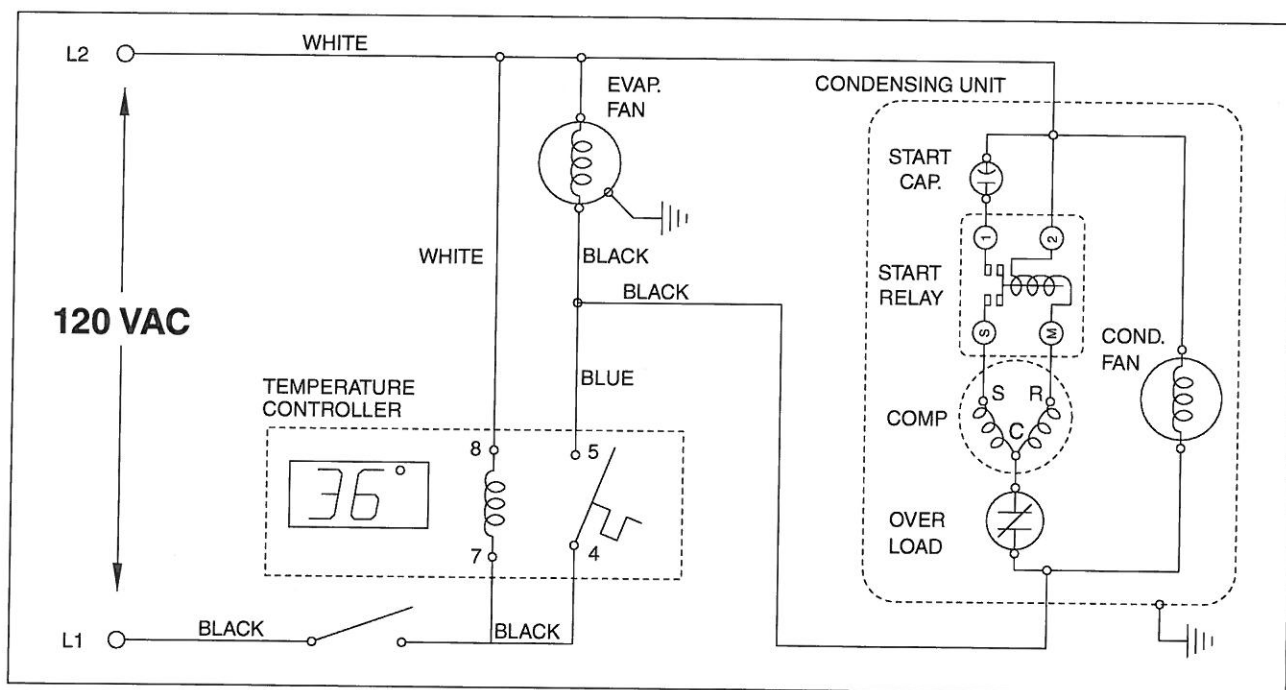 L2
WHITE
EVAP.
FAN
CONDENSING UNIT
START
CAP.
1
2
WHITE
BLACK
BLACK
START
RELAY
120 VAC
S
M
COND.
FAN
BLUE
TEMPERATURE
CONTROLLER
COMP
S
R
C
8
5
36°
7
4
OVER
LOAD
L1
BLACK
BLACK